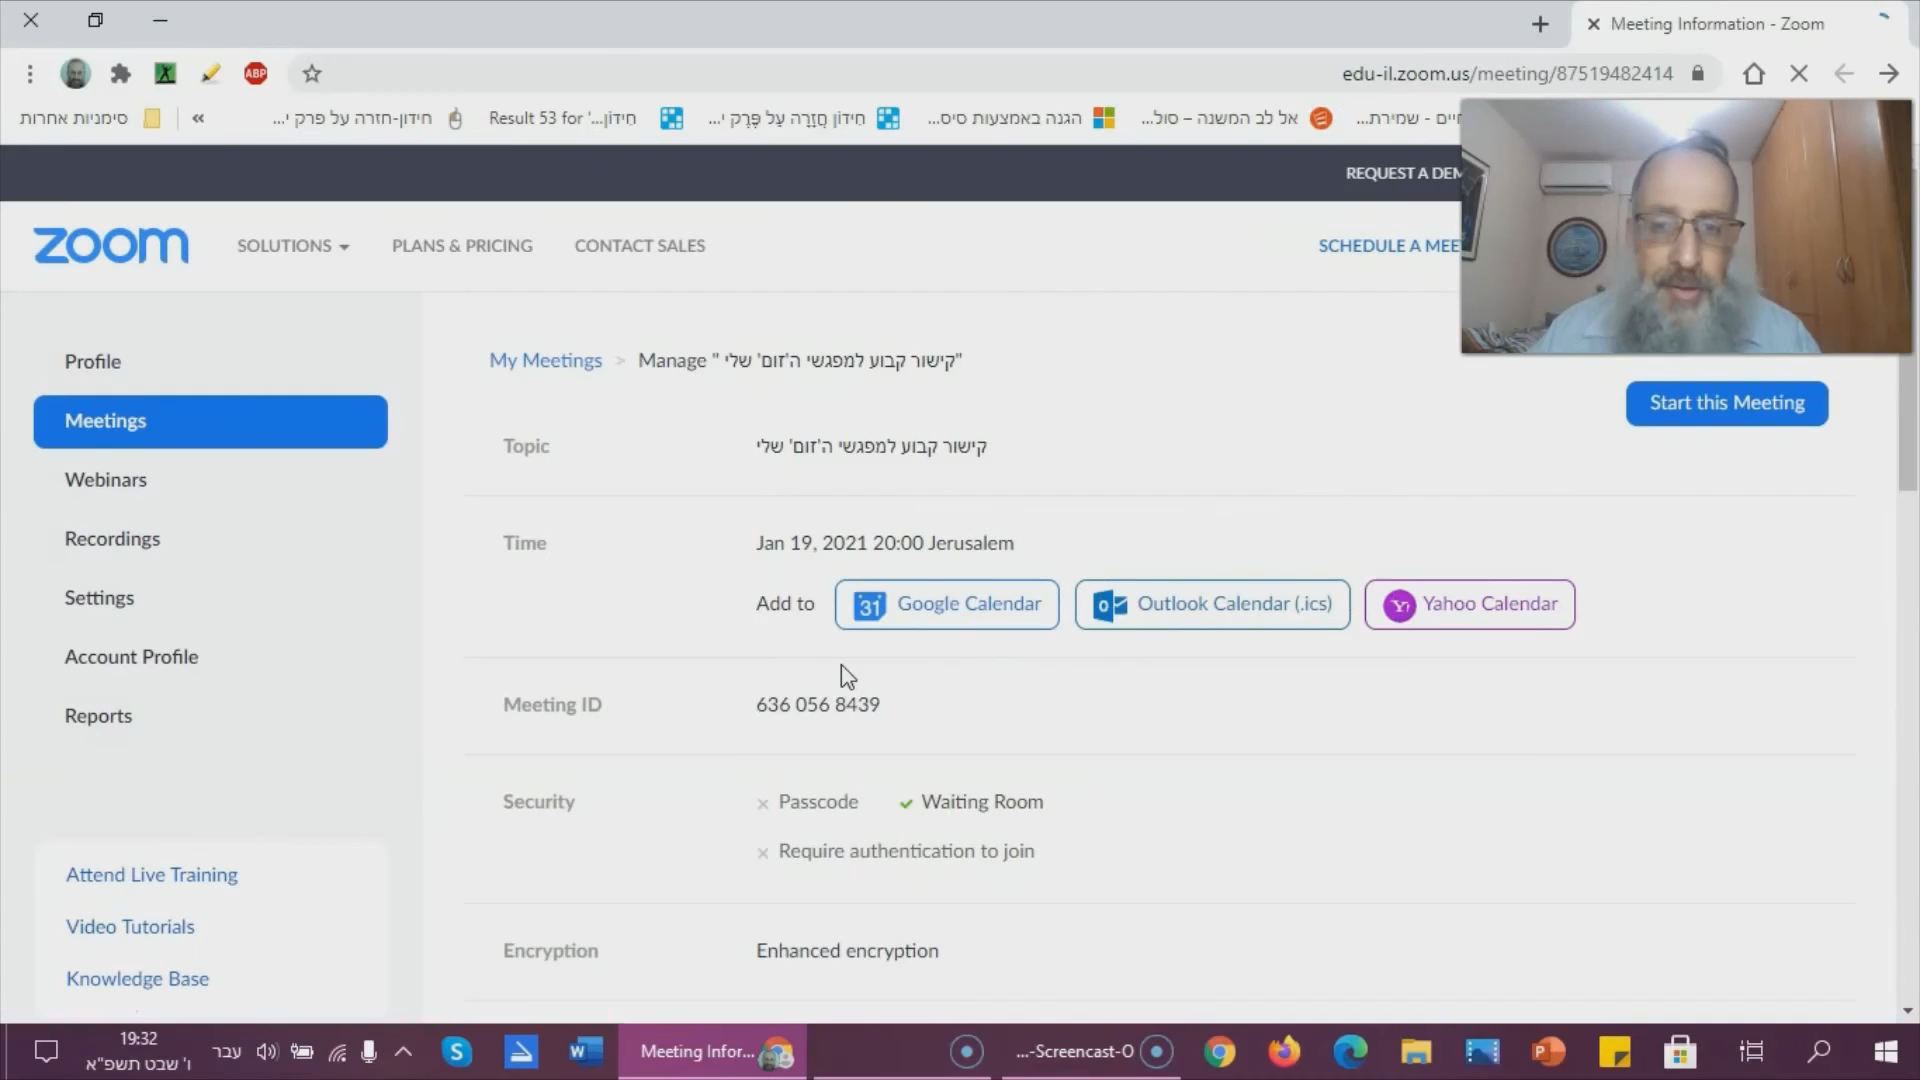 Meeting Information - Zoom
edu-il.zoom.us/meeting/87519482414
ABP
סימניות אחרות
חידון-חזרה על פרק י...
Result 53 for '...חידון
חִידוֹן חֲזָרָה עַל פֶּרֶק י...
הגנה באמצעות סיס...
אל לב המשנה – סול...
חיים - שמירת...
REQUEST A DEM
zoom
SOLUTIONS
PLANS & PRICING
CONTACT SALES
SCHEDULE A MEE
Profile
Meetings
Webinars
Recordings
Settings
Account Profile
Reports
Attend Live Training
Video Tutorials
Knowledge Base
My Meetings > Manage "קישור קבוע למפגשי ה'זום' שלי"
Start this Meeting
Topic
קישור קבוע למפגשי ה'זום' שלי
Time
Jan 19, 2021 20:00 Jerusalem
Add to
31 Google Calendar
Outlook Calendar (.ics)
Yahoo Calendar
Meeting ID
636 056 8439
Security
Passcode
Waiting Room
Require authentication to join
Encryption
Enhanced encryption
19:32
ו' שבט תשפ"א
עבר
Meeting Infor...
...-Screencast-O